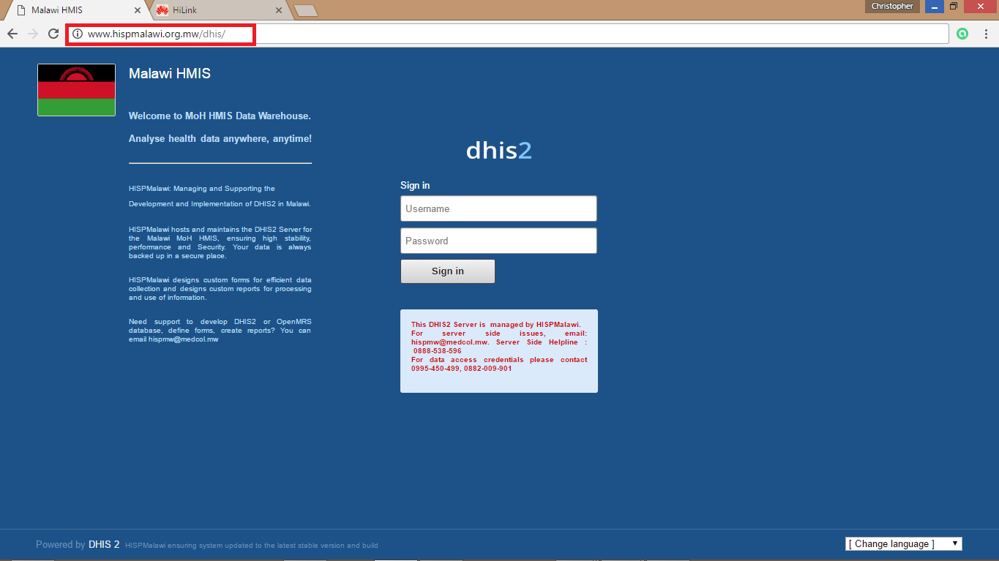 Malawi HMIS
HiLink
Christopher
www.hispmalawi.org.mw/dhis/
Malawi HMIS
Welcome to MoH HMIS Data Warehouse.
Analyse health data anywhere, anytime!
HISPMalawi: Managing and Supporting the
Development and Implementation of DHIS2 in Malawi.
HISPMalawi hosts and maintains the DHIS2 Server for
the Malawi MoH HMIS, ensuring high stability,
performance and Security. Your data is always
backed up in a secure place.
HISPMalawi designs custom forms for efficient data
collection and designs custom reports for processing
and use of information.
Need support to develop DHIS2 or OpenMRS
database, define forms, create reports? You can
email hispmw@medcol.mw
dhis2
Sign in
Username
Password
Sign in
This DHIS2 Server is managed by HISPMalawi.
For server side issues, email:
hispmw@medcol.mw. Server Side Helpline :
0888-538-596
For data access credentials please contact
0995-450-499, 0882-009-901
Powered by DHIS 2 HISPMalawi ensuring system updated to the latest stable version and build
[ Change language ]